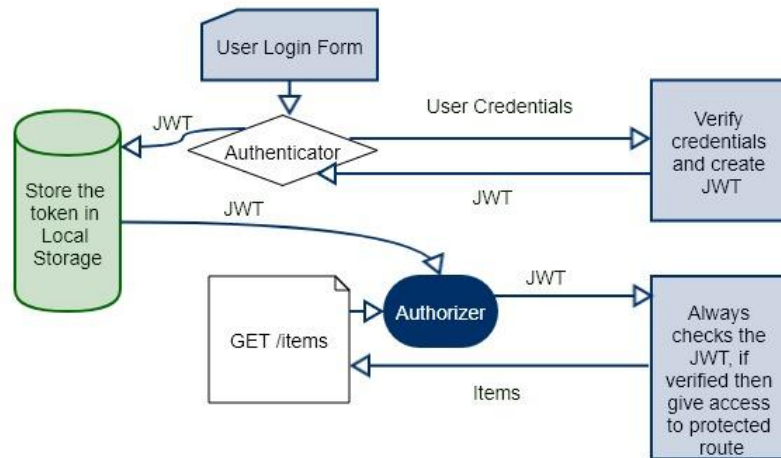 User Login Form
JWT
User Credentials
Authenticator
Verify
credentials
and create
JWT
JWT
Store the
token in
Local
Storage
JWT
GET /items
Authorizer
JWT
Items
Always
checks the
JWT, if
verified then
give access
to protected
route